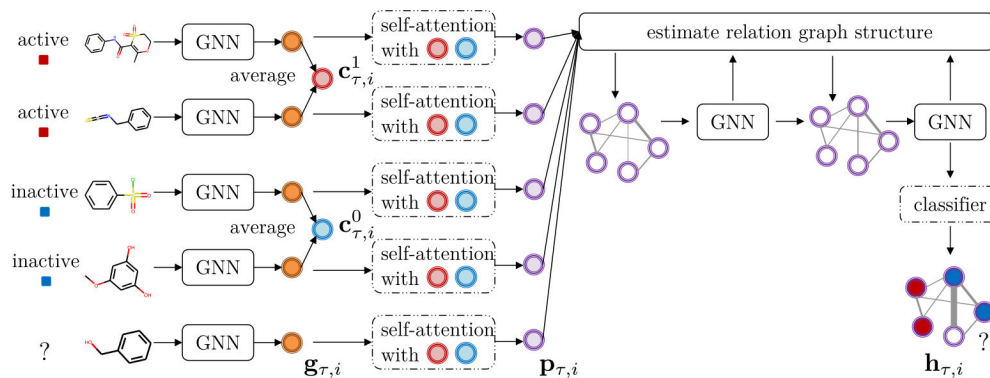 active
GNN
self-attention
with
estimate relation graph structure
average
c¹τ,i
active
GNN
self-attention
with
GNN
GNN
inactive
GNN
self-attention
with
classifier
average
c⁰τ,i
inactive
GNN
self-attention
with
?
GNN
self-attention
with
?
gτ,i
pτ,i
hτ,i